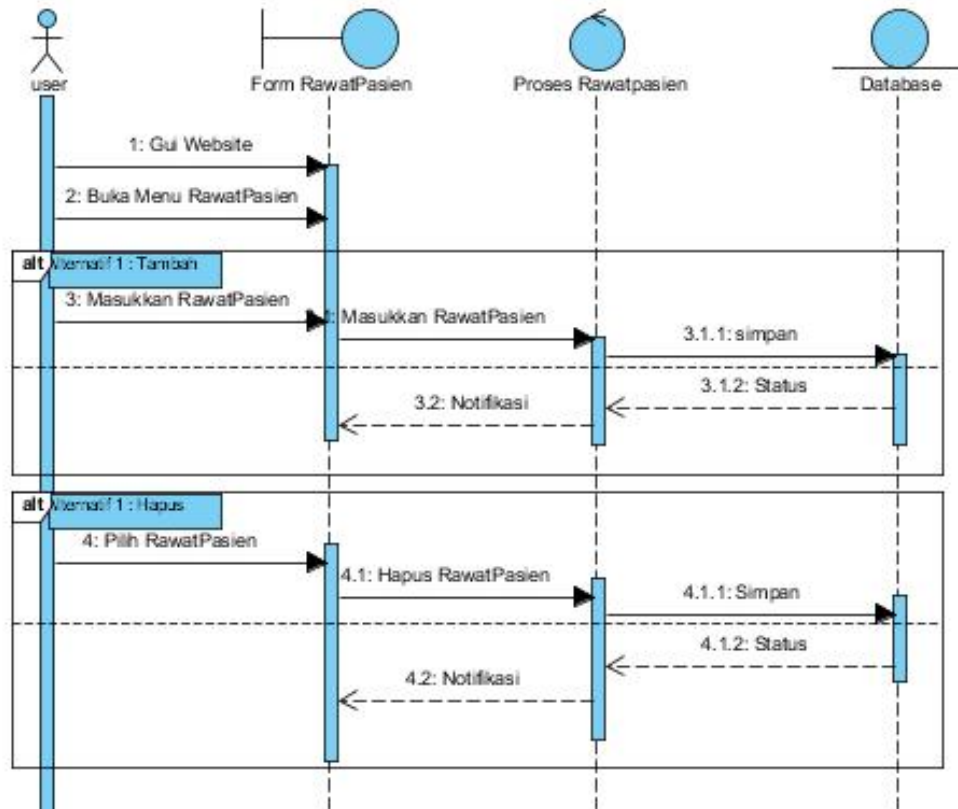 user
Form RawatPasien
Proses Rawatpasien
Database
1: Gui Website
2: Buka Menu RawatPasien
alt
lternatif 1 : Tambah
3: Masukkan RawatPasien
Masukkan RawatPasien
3.1.1: simpan
3.1.2: Status
3.2: Notifikasi
alt
lternatif 1 : Hapus
4: Pilih RawatPasien
4.1: Hapus RawatPasien
4.1.1: Simpan
4.1.2: Status
4.2: Notifikasi